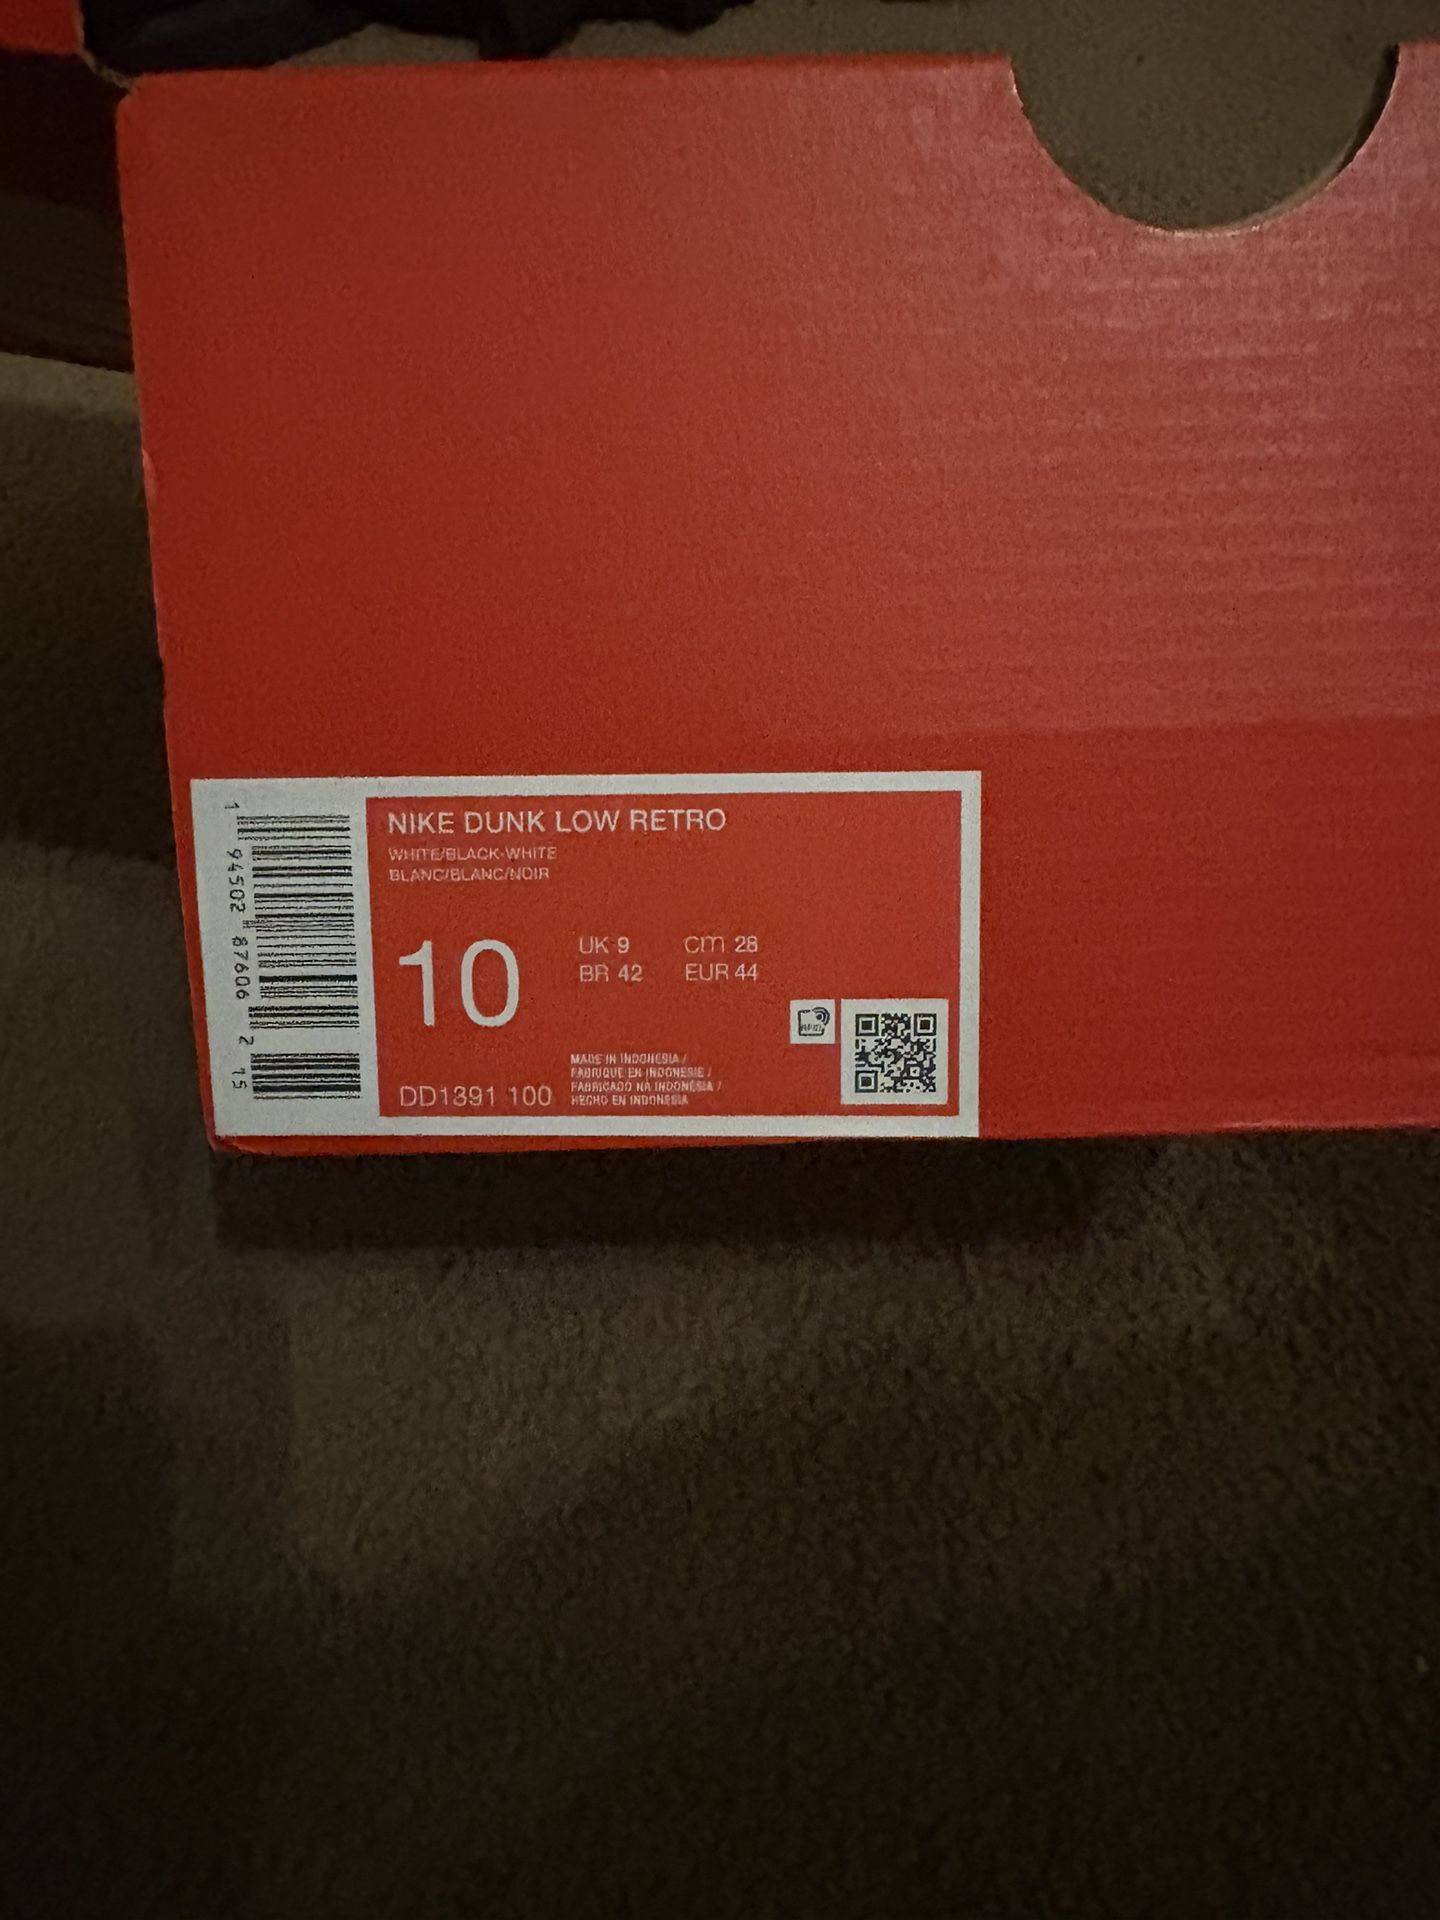 NIKE DUNK LOW RETRO
WHITE/BLACK-WHITE
BLANC/BLANC/NOIR
10
UK 9
cm 28
BR 42
EUR 44
MADE IN INDONESIA /
FABRIQUE EN INDONESIE /
FABRICADO NA INDONÉSIA /
HECHO EN INDONESIA
DD1391 100
1 94502 87606 2 15